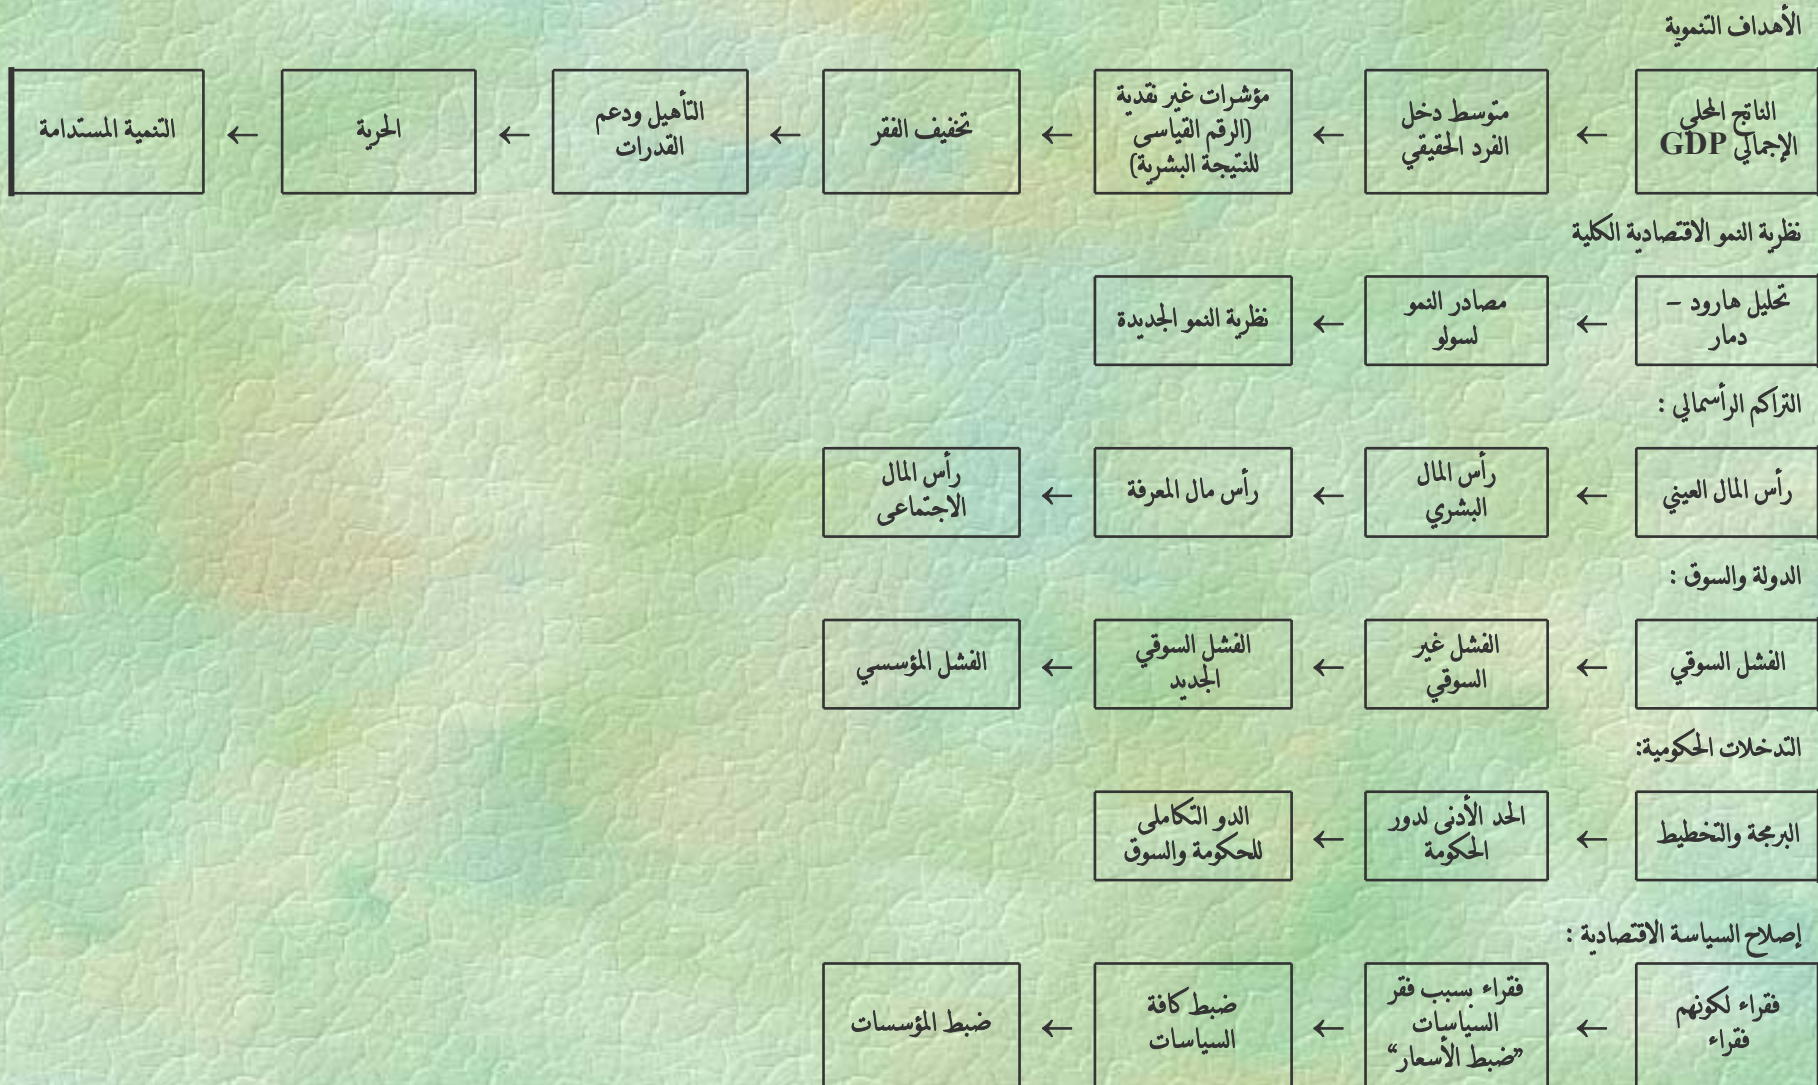 الأهداف التنموية
الناتج المحلي
الإجمالي GDP
←
متوسط دخل
الفرد الحقيقي
←
مؤشرات غير نقدية
(الرقم القياسى
للنتيجة البشرية)
←
تخفيف الفقر
←
التأهيل ودعم
القدرات
←
الحرية
←
التنمية المستدامة
نظرية النمو الاقتصادية الكلية
تحليل هارود –
دمار
←
مصادر النمو
لسولو
←
نظرية النمو الجديدة
التراكم الرأسمالي :
رأس المال العيني
←
رأس المال
البشري
←
رأس مال المعرفة
←
رأس المال
الاجتماعى
الدولة والسوق :
الفشل السوقي
←
الفشل غير
السوقي
←
الفشل السوقي
الجديد
←
الفشل المؤسسي
التدخلات الحكومية:
البرمجة والتخطيط
←
الحد الأدنى لدور
الحكومة
←
الدو التكاملى
للحكومة والسوق
إصلاح السياسة الاقتصادية :
فقراء لكونهم
فقراء
←
فقراء بسبب فقر
السياسات
”ضبط الأسعار“
←
ضبط كافة
السياسات
←
ضبط المؤسسات